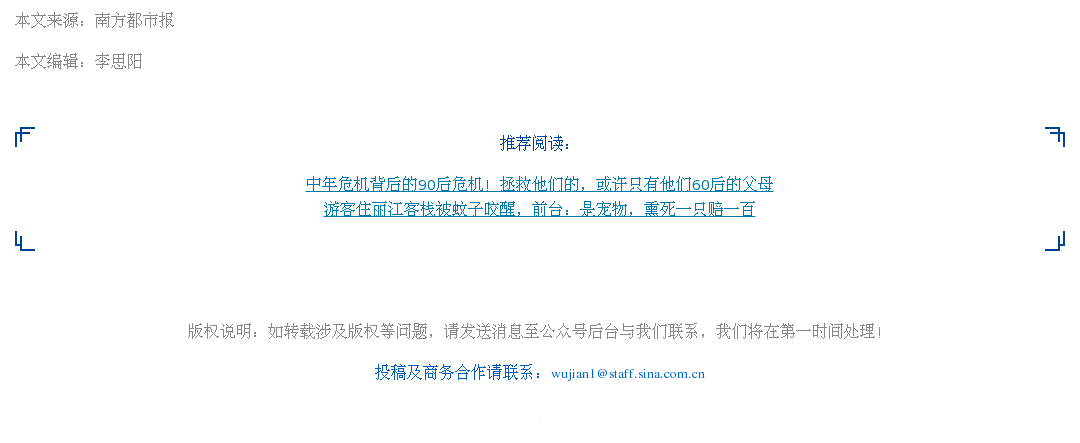 本文来源：南方都市报
本文编辑：李思阳
推荐阅读：
中年危机背后的90后危机！拯救他们的，或许只有他们60后的父母
游客住丽江客栈被蚊子咬醒，前台：是宠物，熏死一只赔一百
版权说明：如转载涉及版权等问题，请发送消息至公众号后台与我们联系，我们将在第一时间处理！
投稿及商务合作请联系：wujian1@staff.sina.com.cn